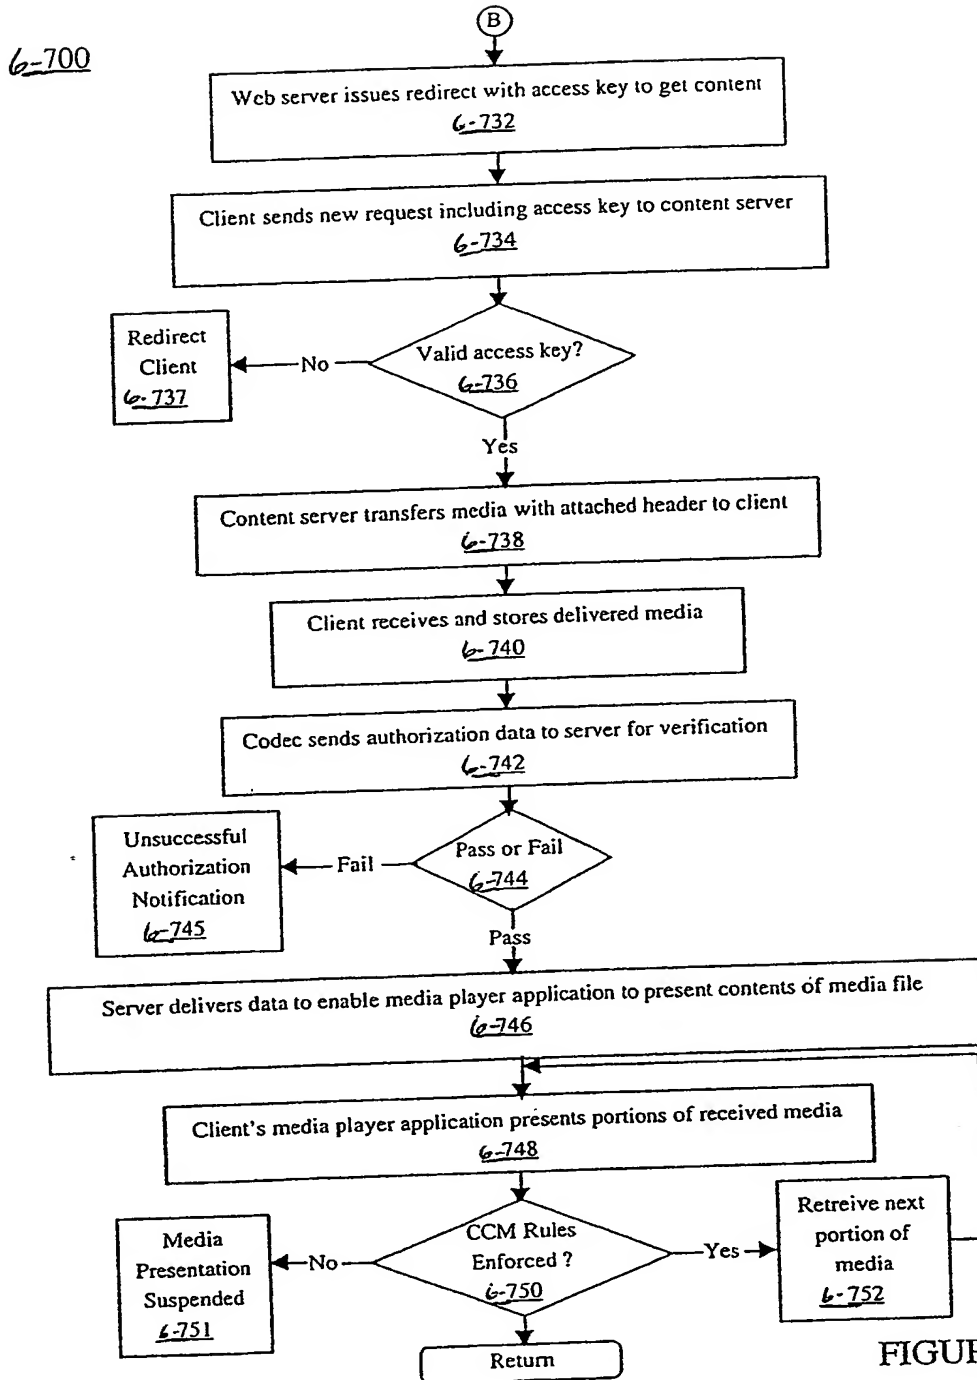 B
6-700
Web server issues redirect with access key to get content
6-732
Client sends new request including access key to content server
6-734
Redirect
Client
6-737
No
Valid access key?
6-736
Yes
Content server transfers media with attached header to client
6-738
Client receives and stores delivered media
6-740
Codec sends authorization data to server for verification
6-742
Unsuccessful
Authorization
Notification
6-745
Fail
Pass or Fail
6-744
Pass
Server delivers data to enable media player application to present contents of media file
6-746
Client's media player application presents portions of received media
6-748
Media
Presentation
Suspended
6-751
No
CCM Rules
Enforced ?
6-750
Yes
Retreive next
portion of
media
6-752
Return
FIGUR